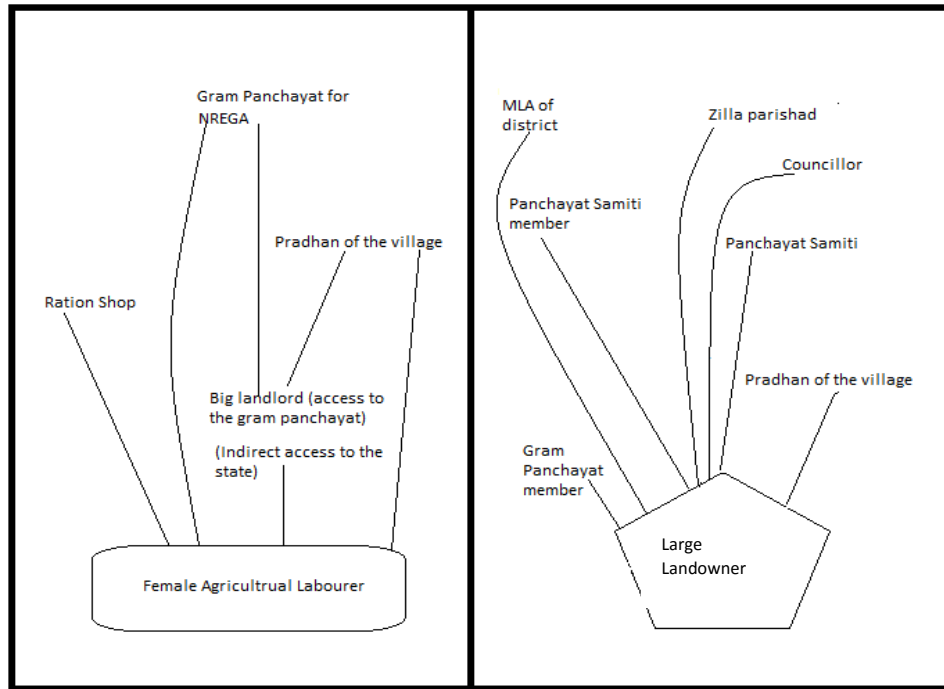 Gram Panchayat for
NREGA
Pradhan of the village
Ration Shop
Big landlord (access to
the gram panchayat)
(Indirect access to the
state)
Female Agricultrual Labourer
MLA of
district
Zilla parishad
Councillor
Panchayat Samiti
member
Panchayat Samiti
Pradhan of the village
Gram
Panchayat
member
Large
Landowner